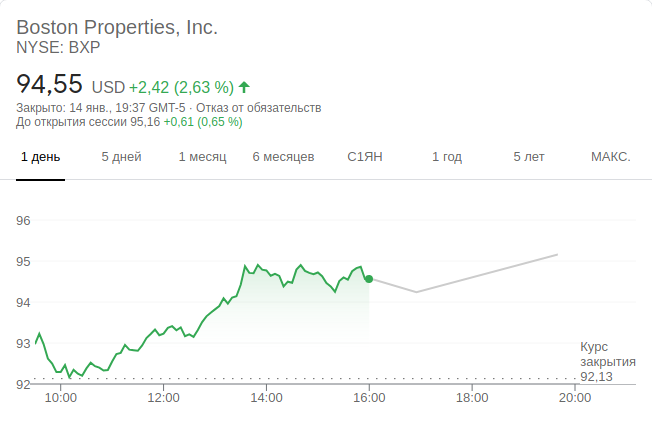 Boston Properties, Inc.
NYSE: BXP
94,55 USD +2,42 (2,63 %)
Закрыто: 14 янв., 19:37 GMT-5 · Отказ от обязательств
До открытия сессии 95,16 +0,61 (0,65 %)
1 день 5 дней 1 месяц 6 месяцев С1ЯН 1 год 5 лет МАКС.
96
95
94
93
92
Курс
закрытия
92,13
10:00 12:00 14:00 16:00 18:00 20:00